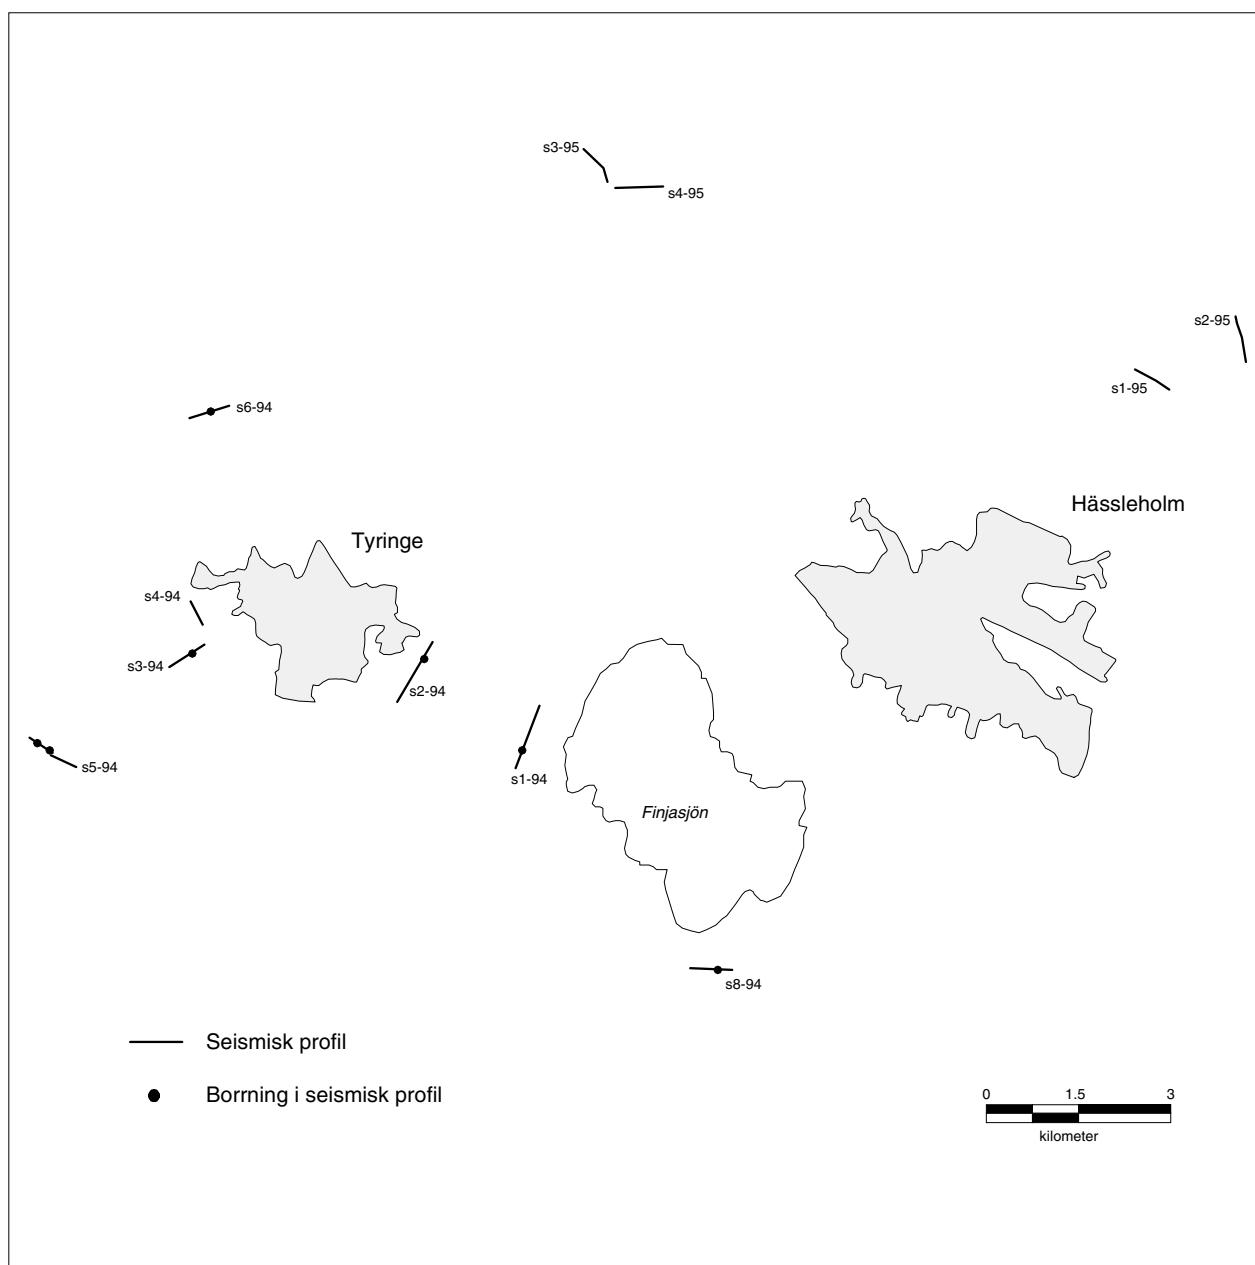 s3-95
s4-95
s2-95
s1-95
s6-94
Hässleholm
Tyringe
s4-94
s3-94
s2-94
s5-94
s1-94
Finjasjön
s8-94
Seismisk profil
Borrning i seismisk profil
0 1.5 3
kilometer